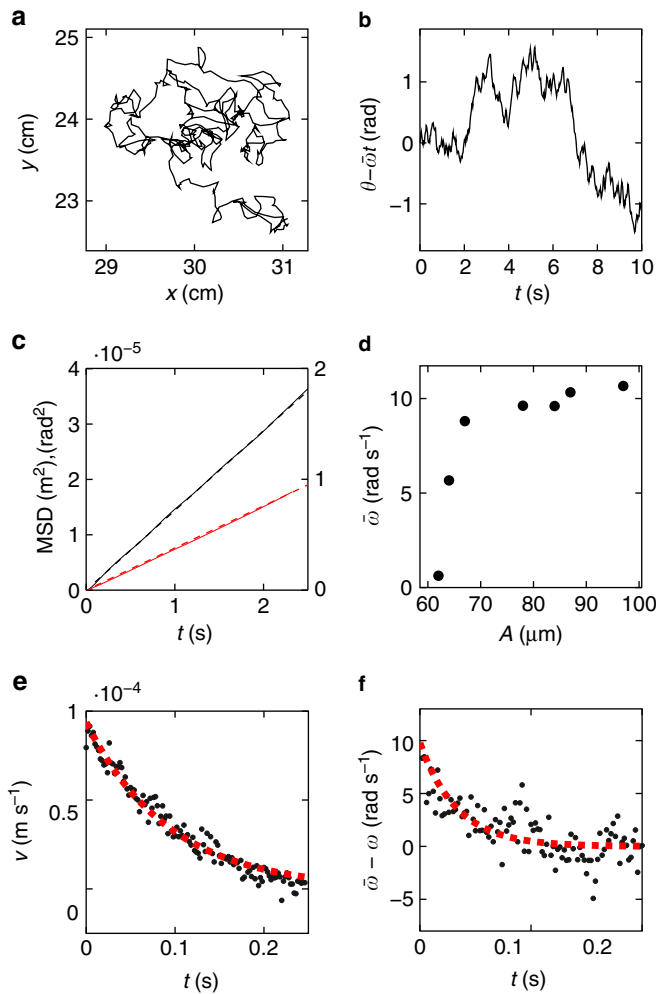 a
25
24
23
y (cm)
29 30 31
x (cm)
b
1
0
−1
θ−ω̄t (rad)
0 2 4 6 8 10
t (s)
c
·10⁻⁵
4
3
2
1
0
2
1
0
MSD (m²),(rad²)
0 1 2
t (s)
d
10
5
0
ω̄ (rad s⁻¹)
60 70 80 90 100
A (μm)
e
·10⁻⁴
1
0.5
0
v (m s⁻¹)
0 0.1 0.2
t (s)
f
10
5
0
−5
ω̄ − ω (rad s⁻¹)
0 0.1 0.2
t (s)